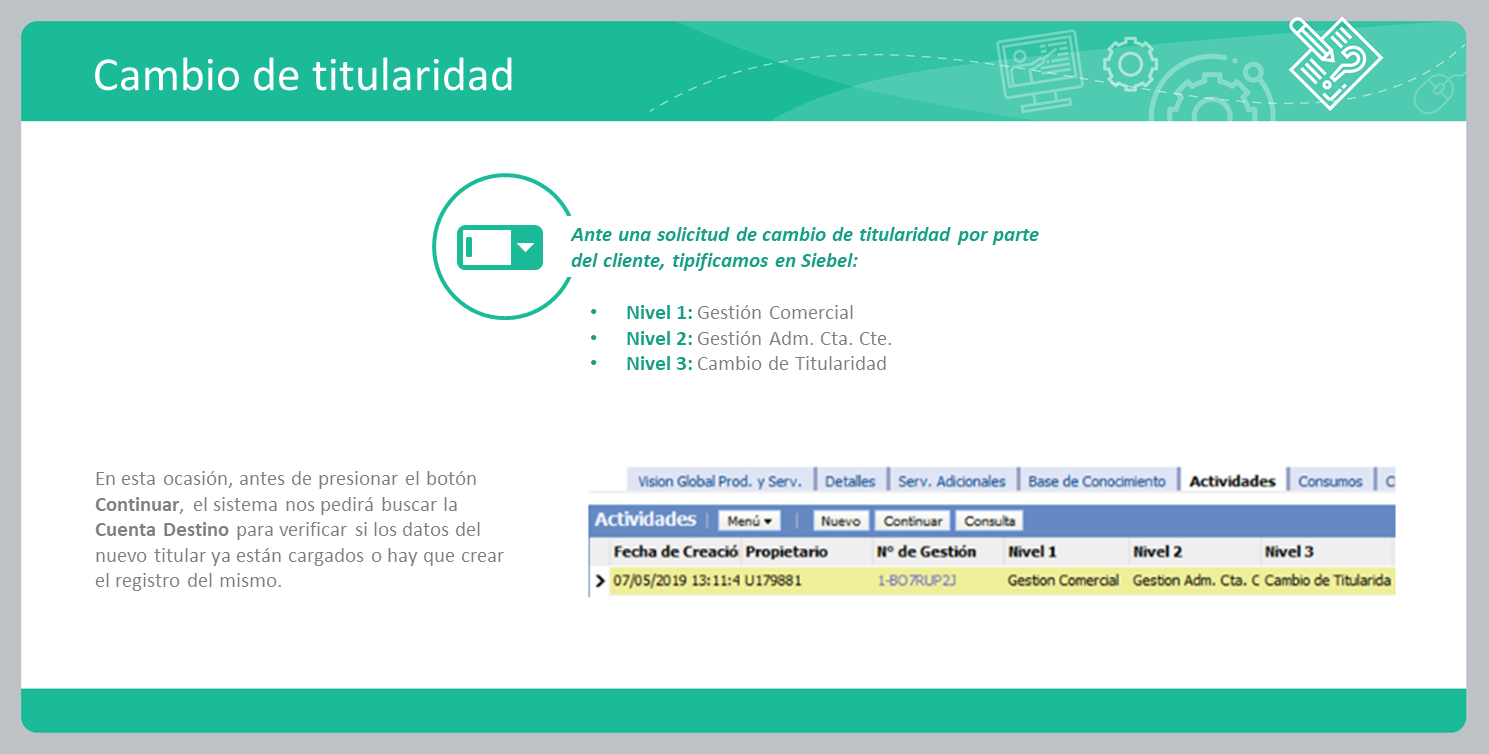 Cambio de titularidad
Ante una solicitud de cambio de titularidad por parte
del cliente, tipificamos en Siebel:
• Nivel 1: Gestión Comercial
• Nivel 2: Gestión Adm. Cta. Cte.
• Nivel 3: Cambio de Titularidad
En esta ocasión, antes de presionar el botón
Continuar, el sistema nos pedirá buscar la
Cuenta Destino para verificar si los datos del
nuevo titular ya están cargados o hay que crear
el registro del mismo.
Vision Global Prod. y Serv. | Detalles | Serv. Adicionales | Base de Conocimiento | Actividades | Consumos | C
Actividades | Menú ▾ | Nuevo Continuar Consulta
Fecha de Creació Propietario Nº de Gestión Nivel 1 Nivel 2 Nivel 3
07/05/2019 13:11:4 U179881 1-BO7RUP2J Gestion Comercial Gestion Adm. Cta. C Cambio de Titularida